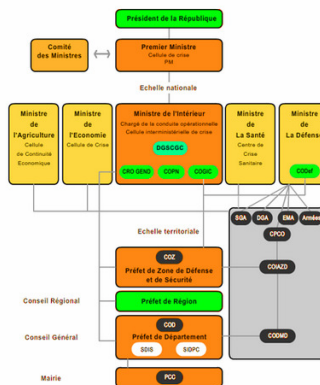 Président de la République
Comité
des Ministres
Premier Ministre
Cellule de crise
PM
Echelle nationale
Ministre
de
l'Agriculture
Cellule
de Continuité
Economique
Ministre
de
l'Economie
Cellule de Crise
Ministre de l'Intérieur
Chargé de la conduite opérationnelle
Cellule interministérielle de crise
DGSCGC
CRO GEND
COPN
COGIC
Ministre
de
La Santé
Centre de
Crise
Sanitaire
Ministre
de
La Défense
CODef
SGA
DGA
EMA
Armées
CPCO
Echelle territoriale
COZ
Préfet de Zone de Défense
et de Sécurité
COIAZD
Conseil Régional
Préfet de Région
Conseil Général
COD
Préfet de Département
SDIS
SIDPC
CODMO
Mairie
PCC